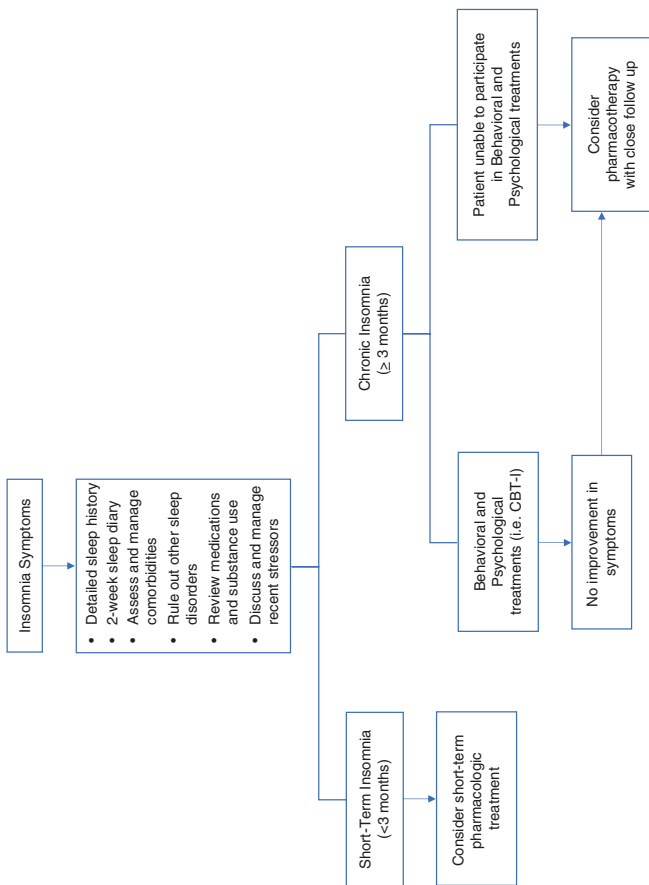 Insomnia Symptoms
• Detailed sleep history
• 2-week sleep diary
• Assess and manage
comorbidities
• Rule out other sleep
disorders
• Review medications
and substance use
• Discuss and manage
recent stressors
Short-Term Insomnia
(<3 months)
Consider short-term
pharmacologic
treatment
Chronic Insomnia
(≥ 3 months)
Behavioral and
Psychological
treatments (i.e. CBT-I)
No improvement in
symptoms
Patient unable to participate
in Behavioral and
Psychological treatments
Consider
pharmacotherapy
with close follow up